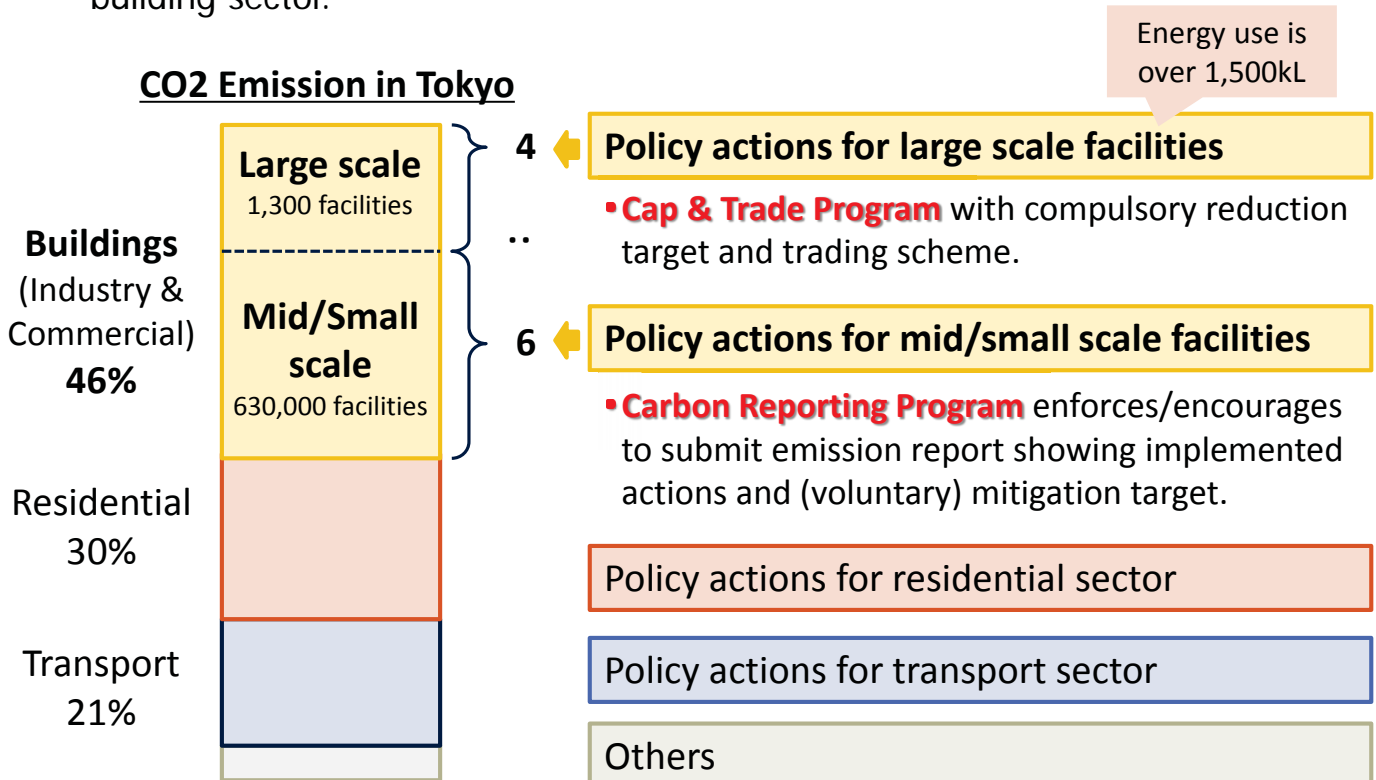 building sector.
Energy use is
over 1,500kL
CO2 Emission in Tokyo
Large scale
1,300 facilities
4
Policy actions for large scale facilities
•Cap & Trade Program with compulsory reduction
target and trading scheme.
..
Buildings
(Industry &
Commercial)
46%
Mid/Small
scale
630,000 facilities
6
Policy actions for mid/small scale facilities
•Carbon Reporting Program enforces/encourages
to submit emission report showing implemented
actions and (voluntary) mitigation target.
Residential
30%
Policy actions for residential sector
Transport
21%
Policy actions for transport sector
Others